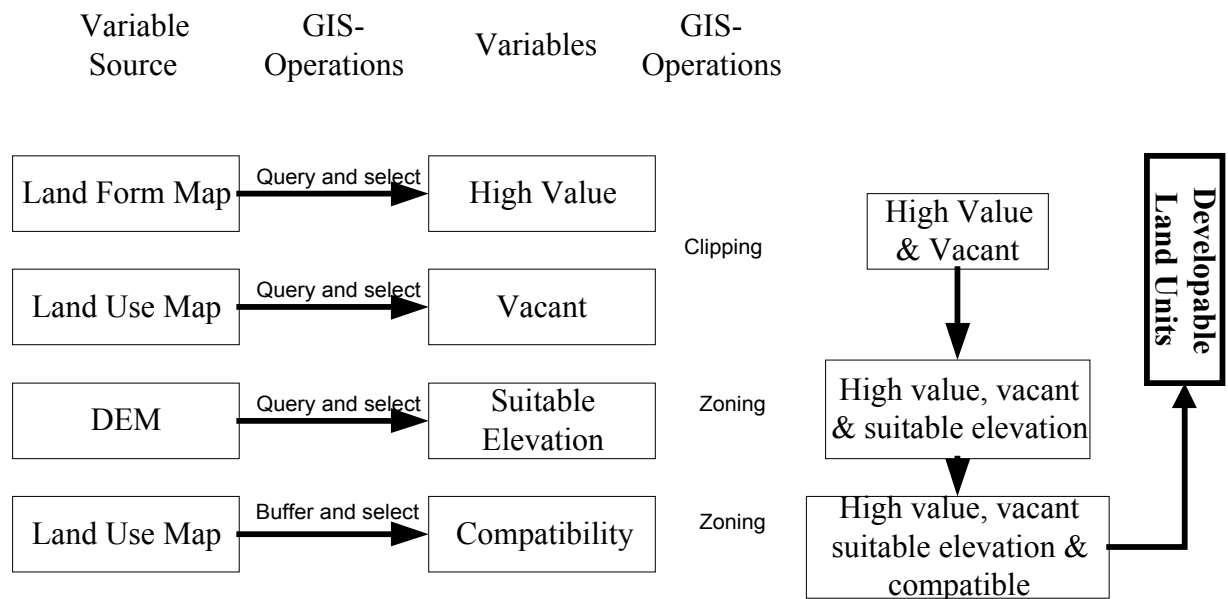 Variable
Source
GIS-
Operations
Variables
GIS-
Operations
Land Form Map
Query and select
High Value
Clipping
High Value
& Vacant
Land Use Map
Query and select
Vacant
DEM
Query and select
Suitable
Elevation
Zoning
High value, vacant
& suitable elevation
Land Use Map
Buffer and select
Compatibility
Zoning
High value, vacant
suitable elevation &
compatible
Developable
Land Units